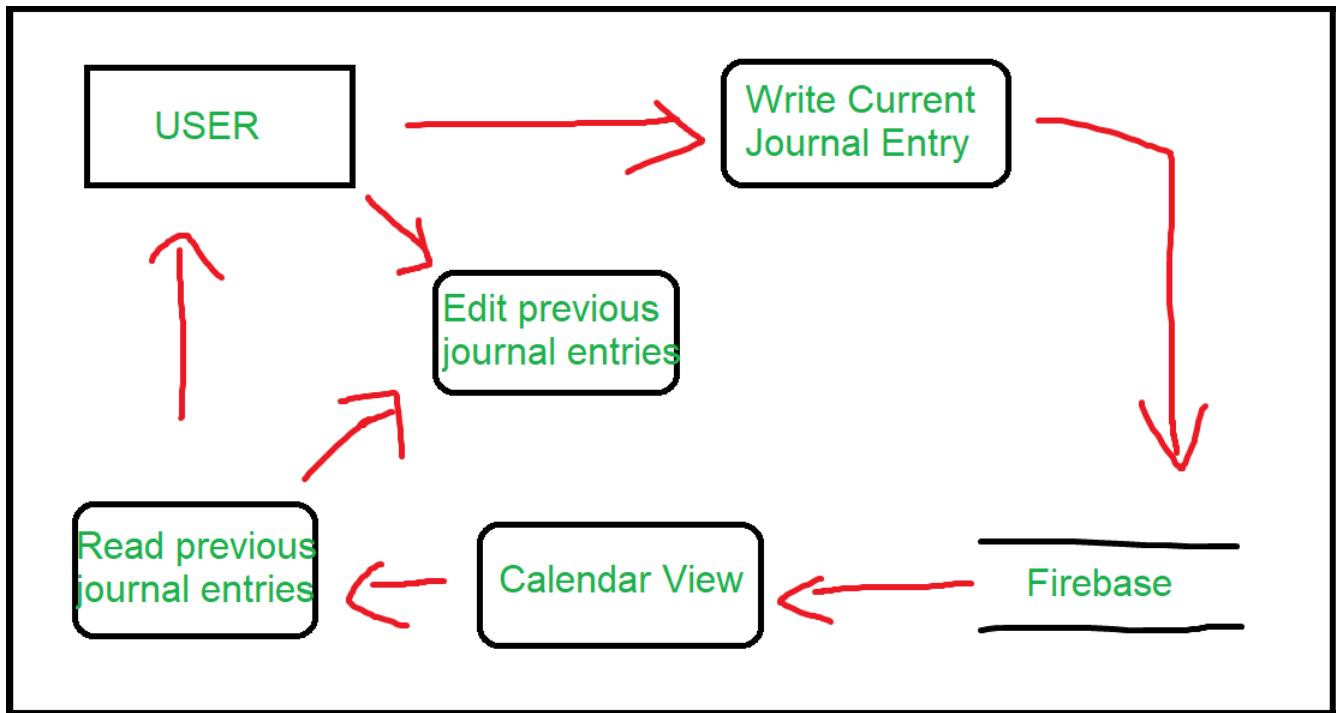 USER
Write Current
Journal Entry
Edit previous
journal entries
Read previous
journal entries
Calendar View
Firebase